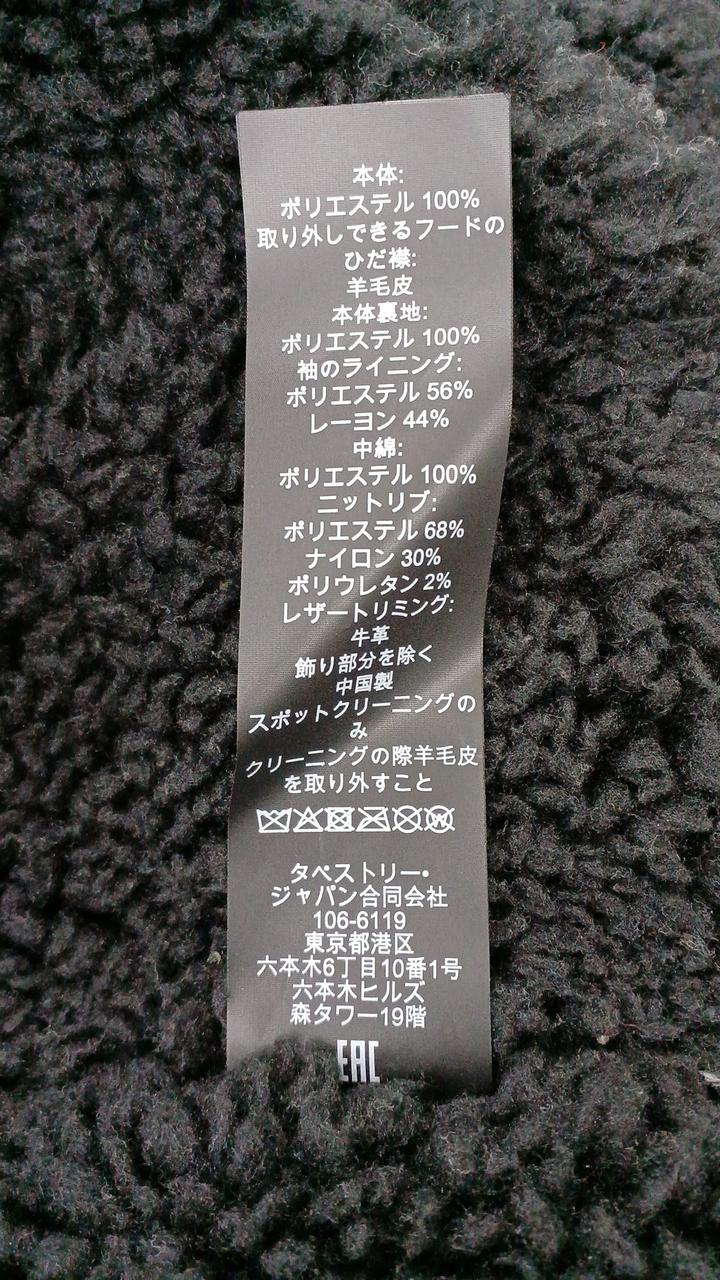 本体:
ポリエステル 100%
取り外しできるフードの
ひだ襟:
羊毛皮
本体裏地:
ポリエステル 100%
袖のライニング:
ポリエステル 56%
レーヨン 44%
中綿:
ポリエステル 100%
ニットリブ:
ポリエステル 68%
ナイロン 30%
ポリウレタン 2%
レザートリミング:
牛革
飾り部分を除く
中国製
スポットクリーニングの
み
クリーニングの際羊毛皮
を取り外すこと
W
タペストリー•
ジャパン合同会社
106-6119
東京都港区
六本木6丁目10番1号
六本木ヒルズ
森タワー19階
EAC